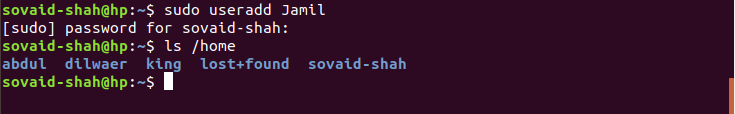 sovaid-shah@hp:~$ sudo useradd Jamil
[sudo] password for sovaid-shah:
sovaid-shah@hp:~$ ls /home
abdul  dilwaer  king  lost+found  sovaid-shah
sovaid-shah@hp:~$